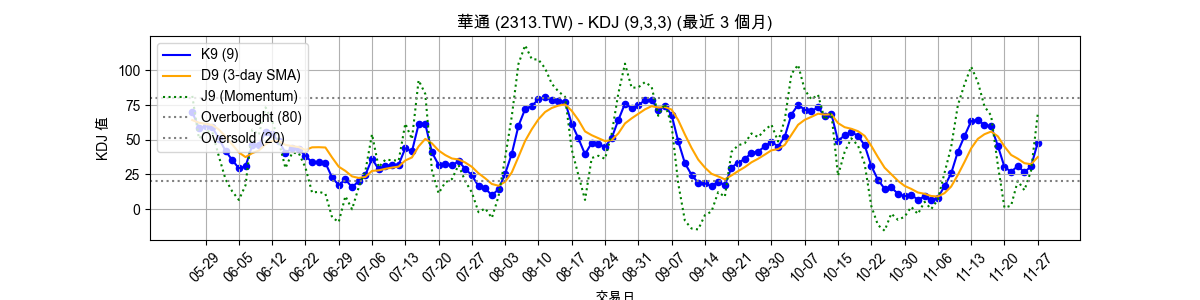 華通 (2313.TW) - KDJ (9,3,3) (最近 3 個月)
K9 (9)
D9 (3-day SMA)
J9 (Momentum)
Overbought (80)
Oversold (20)
KDJ 值
100
75
50
25
0
05-29 06-05 06-12 06-22 06-29 07-06 07-13 07-20 07-27 08-03 08-10 08-17 08-24 08-31 09-07 09-14 09-21 09-30 10-07 10-15 10-22 10-30 11-06 11-13 11-20 11-27
交易日